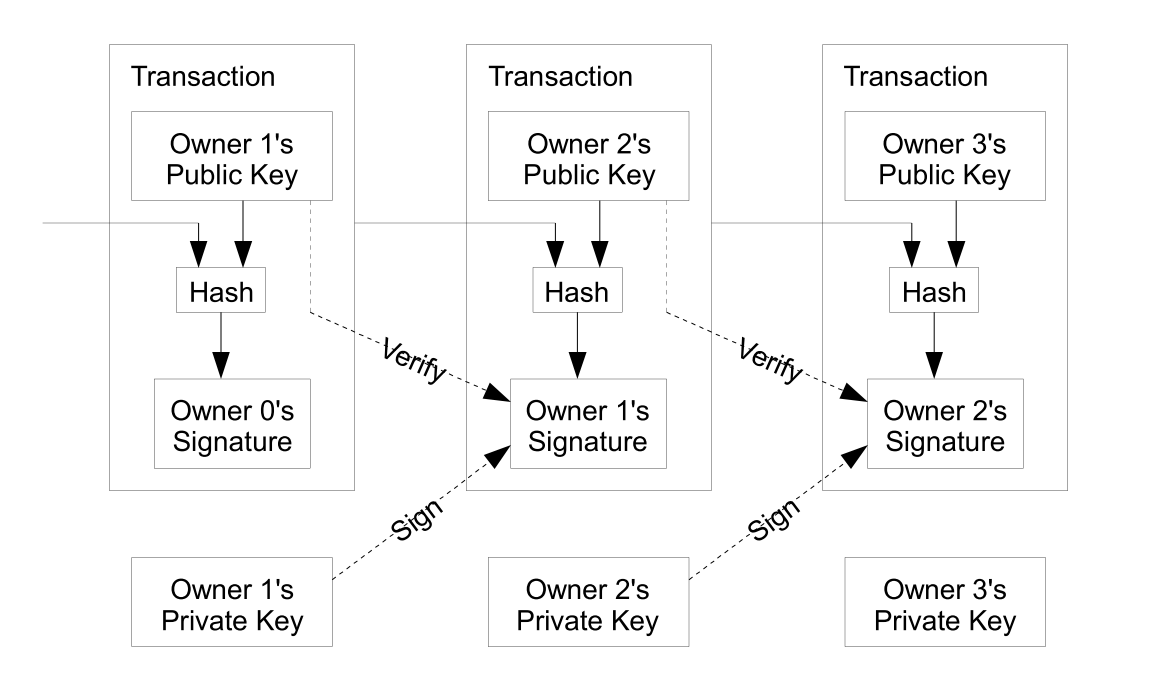 Transaction
Transaction
Transaction
Owner 1's
Public Key
Owner 2's
Public Key
Owner 3's
Public Key
Hash
Hash
Hash
Verify
Verify
Owner 0's
Signature
Owner 1's
Signature
Owner 2's
Signature
Sign
Sign
Owner 1's
Private Key
Owner 2's
Private Key
Owner 3's
Private Key